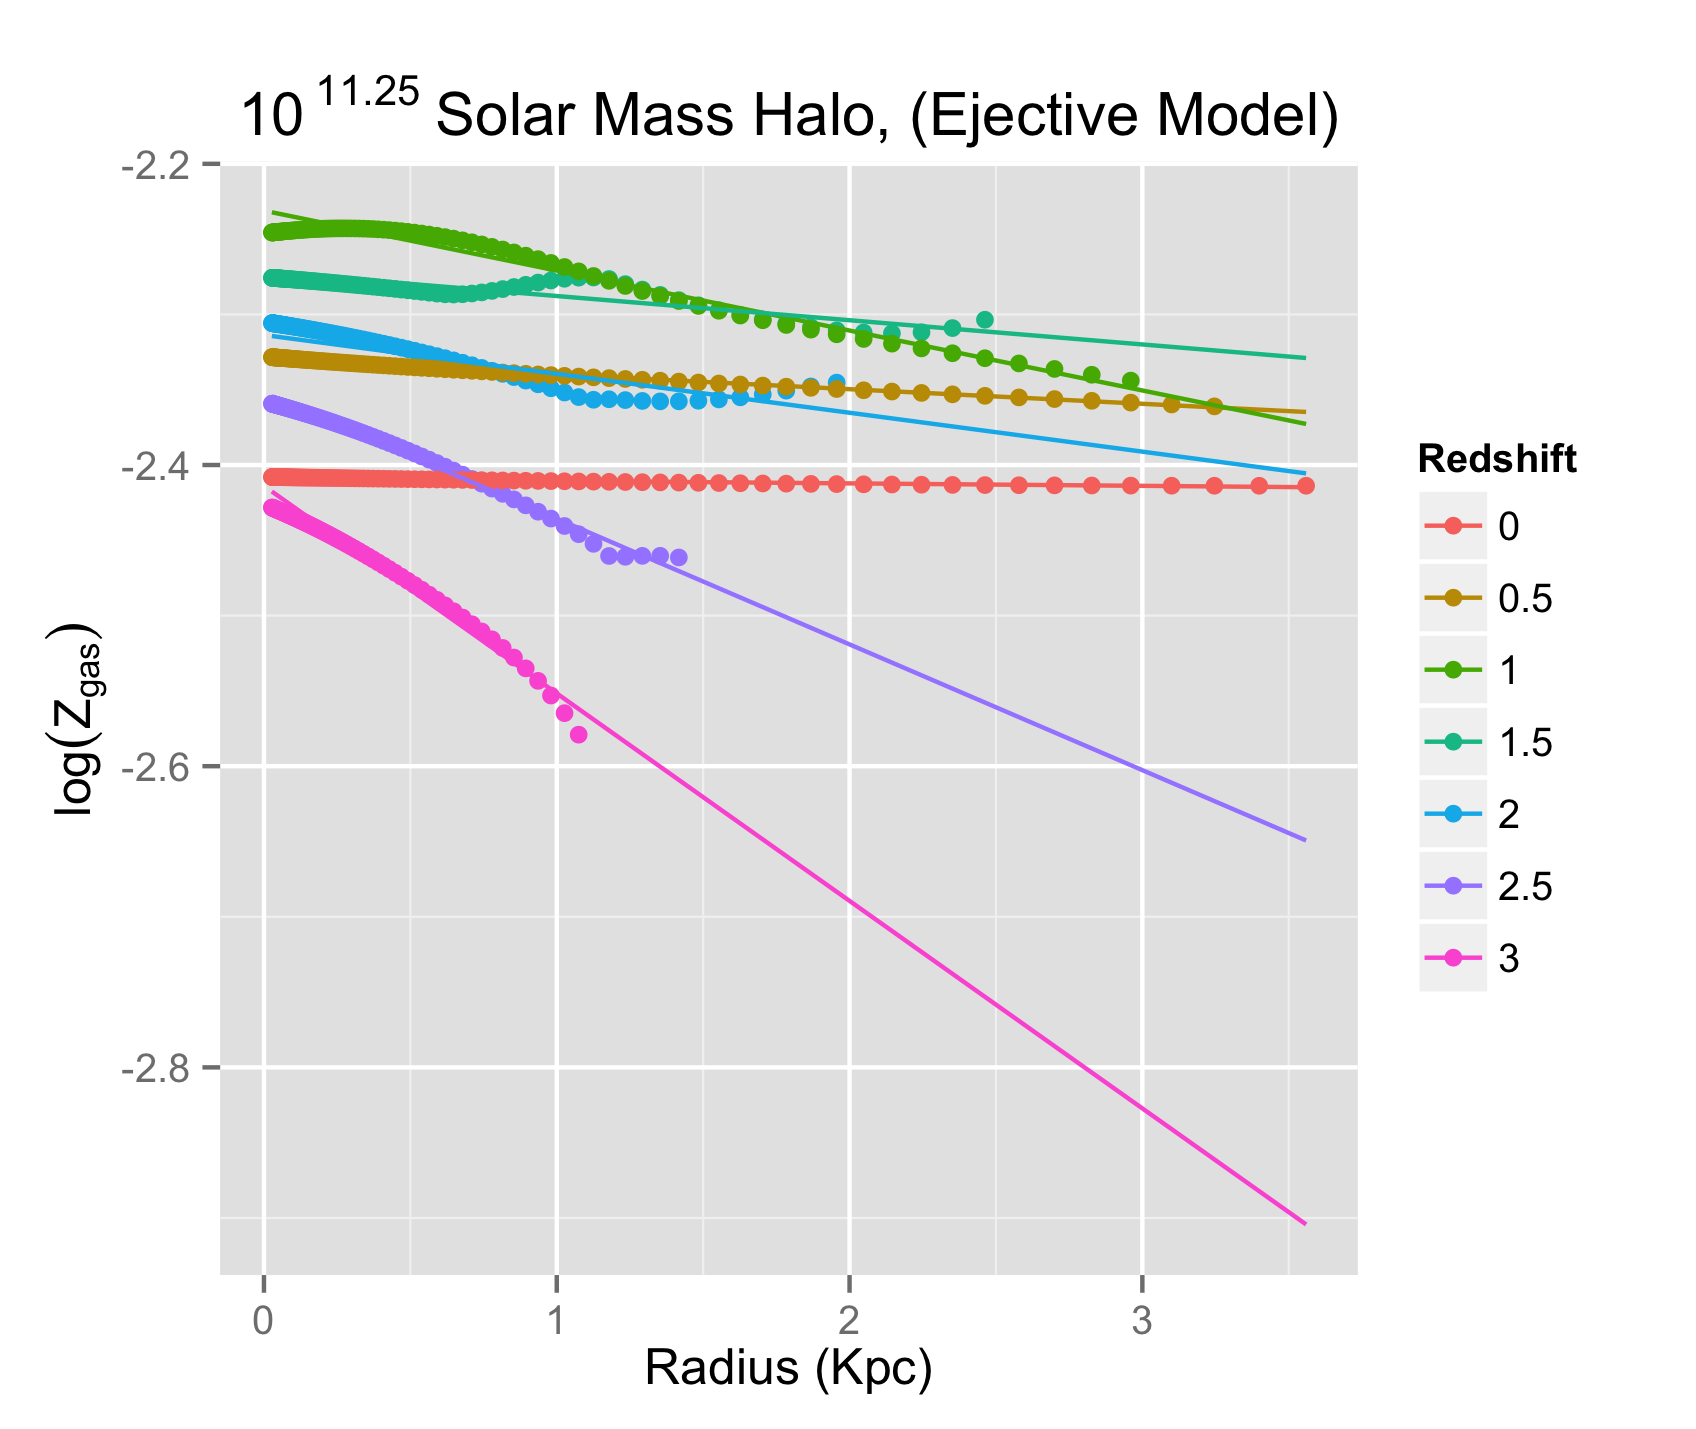 10 11.25 Solar Mass Halo, (Ejective Model)
-2.2
-2.4
-2.6
-2.8
log(Zgas)
0 1 2 3
Radius (Kpc)
Redshift
0
0.5
1
1.5
2
2.5
3